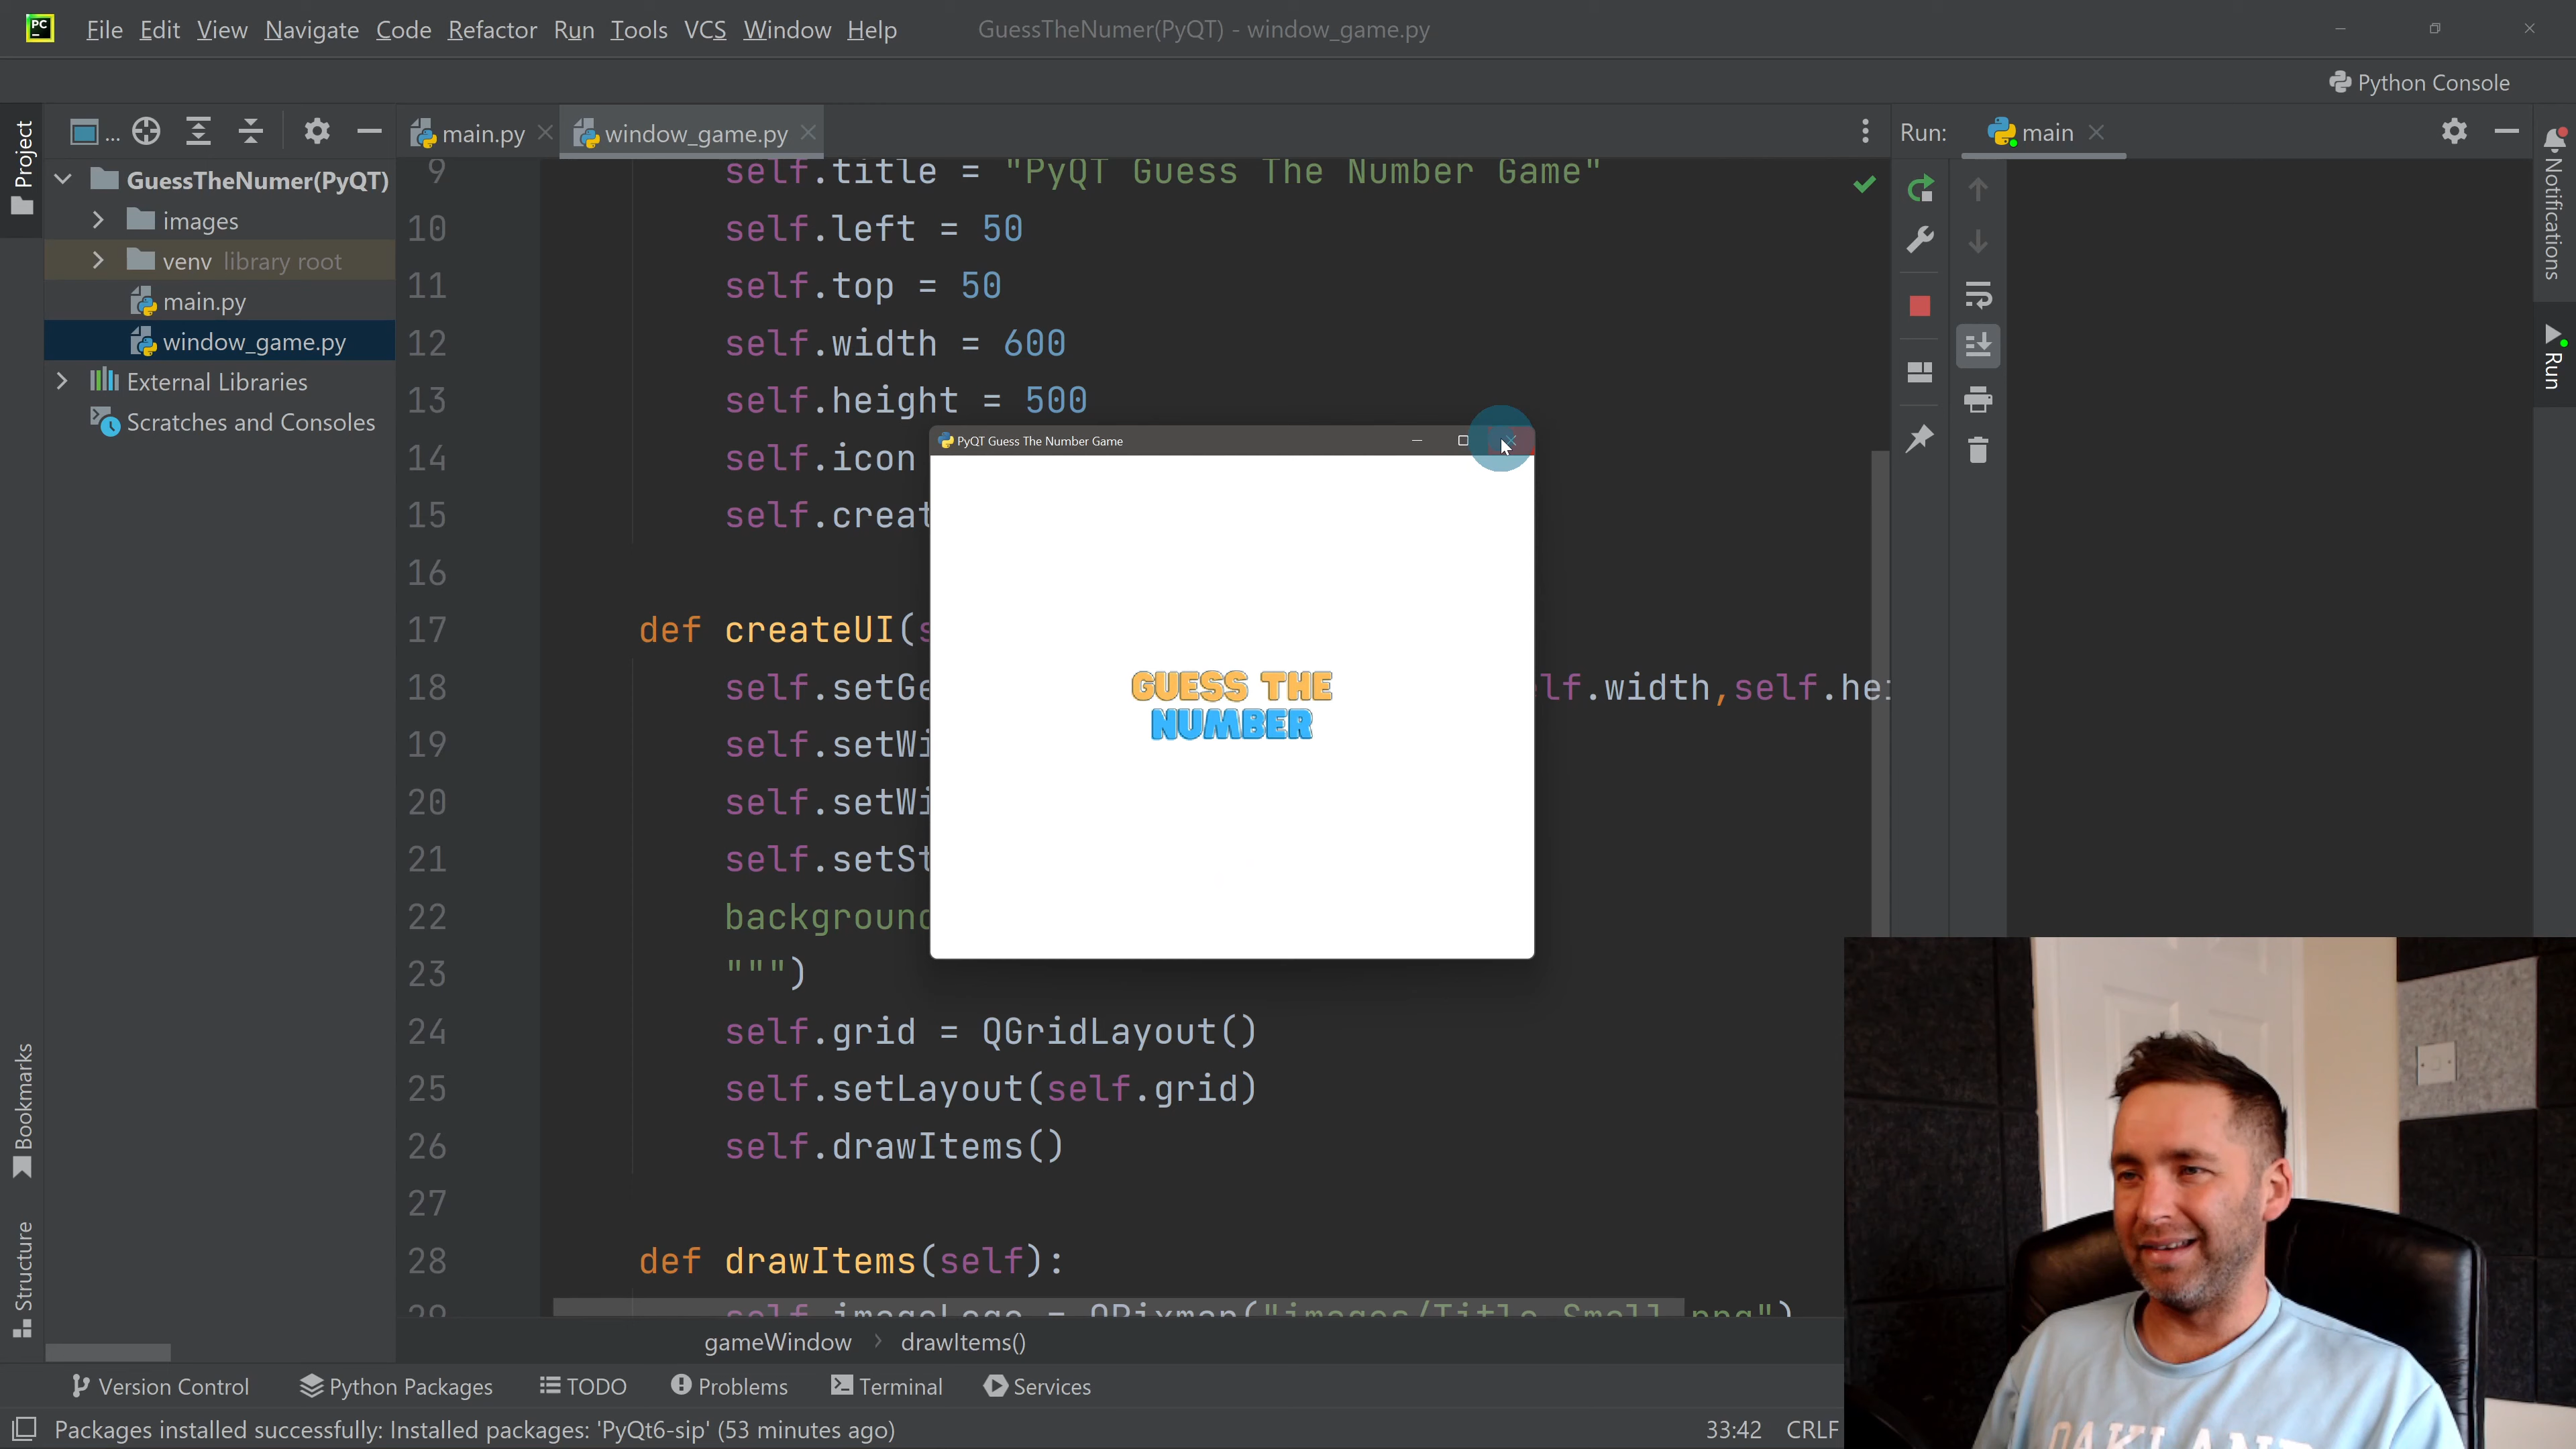 File Edit View Navigate Code Refactor Run Tools VCS Window Help
GuessTheNumer(PyQT) - window_game.py
Python Console
Project
...
main.py
window_game.py
Run:
main
Notifications
Run
GuessTheNumer(PyQT)
images
venv library root
main.py
window_game.py
External Libraries
Scratches and Consoles
9 self.title = "PyQT Guess The Number Game"
10 self.left = 50
11 self.top = 50
12 self.width = 600
13 self.height = 500
14 self.icon
15 self.creat
16
17 def createUI(s
18 self.setGe lf.width,self.hei
19 self.setWi
20 self.setWi
21 self.setSt
22 background
23 """)
24 self.grid = QGridLayout()
25 self.setLayout(self.grid)
26 self.drawItems()
27
28 def drawItems(self):
29 self.imageLogo = QPixmap("images/Title_Small.png")
PyQT Guess The Number Game
GUESS THE
NUMBER
Bookmarks
Structure
gameWindow > drawItems()
Version Control
Python Packages
TODO
Problems
Terminal
Services
Packages installed successfully: Installed packages: 'PyQt6-sip' (53 minutes ago)
33:42 CRLF
OAKLAND